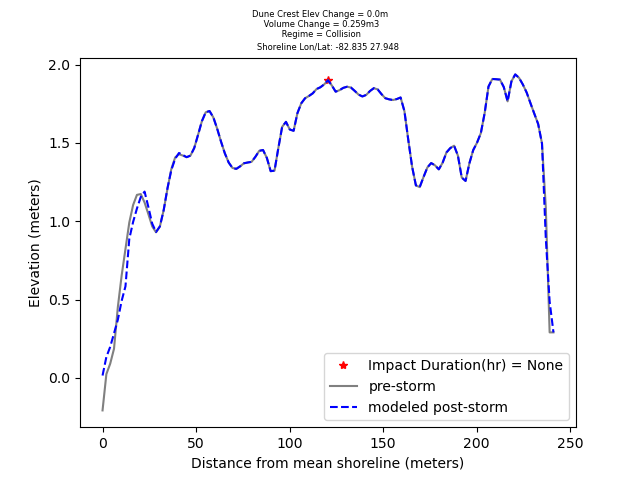 Dune Crest Elev Change = 0.0m
Volume Change = 0.259m3
Regime = Collision
Shoreline Lon/Lat: -82.835 27.948
2.0
1.5
1.0
0.5
0.0
Elevation (meters)
Impact Duration(hr) = None
pre-storm
modeled post-storm
0 50 100 150 200 250
Distance from mean shoreline (meters)